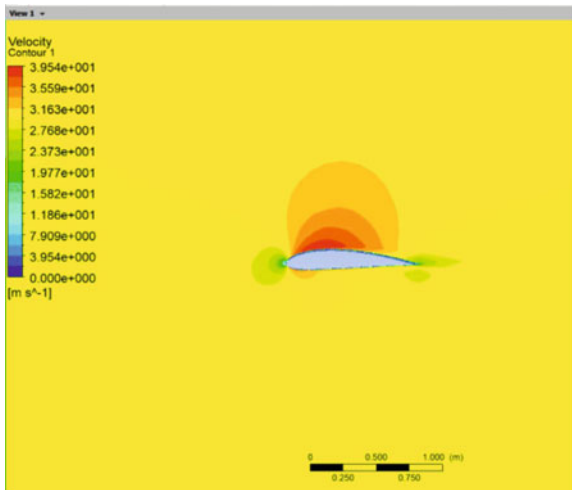 View 1
Velocity
Contour 1
3.954e+001
3.559e+001
3.163e+001
2.768e+001
2.373e+001
1.977e+001
1.582e+001
1.186e+001
7.909e+000
3.954e+000
0.000e+000
[m s^-1]
0 0.500 1.000 (m)
0.250 0.750